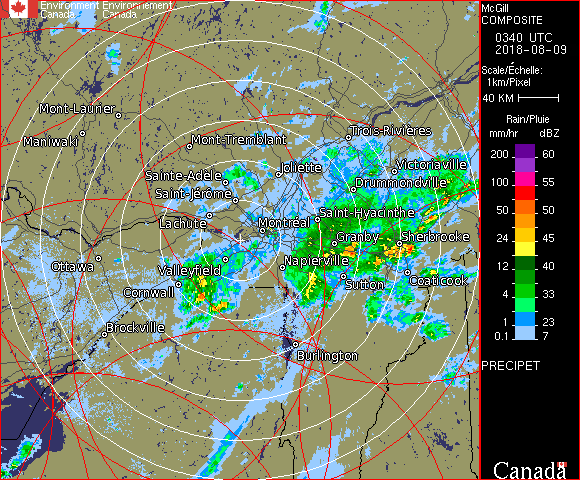 Environment Environnement
Canada Canada
McGill
COMPOSITE
0340 UTC
2018-08-09
Scale/Échelle:
1km/Pixel
40 KM
Rain/Pluie
mm/hr dBZ
200 60
150 57
100 55
50 50
24 45
12 40
4 33
1 23
0.1 7
PRECIPET
Canada
Mont-Laurier
Maniwaki
Mont-Tremblant
Trois-Rivières
Joliette
Victoriaville
Sainte-Adèle
Drummondville
Saint-Jérôme
Lachute
Montréal
Saint-Hyacinthe
Granby
Sherbrooke
Ottawa
Valleyfield
Napierville
Cornwall
Sutton
Coaticook
Brockville
Burlington